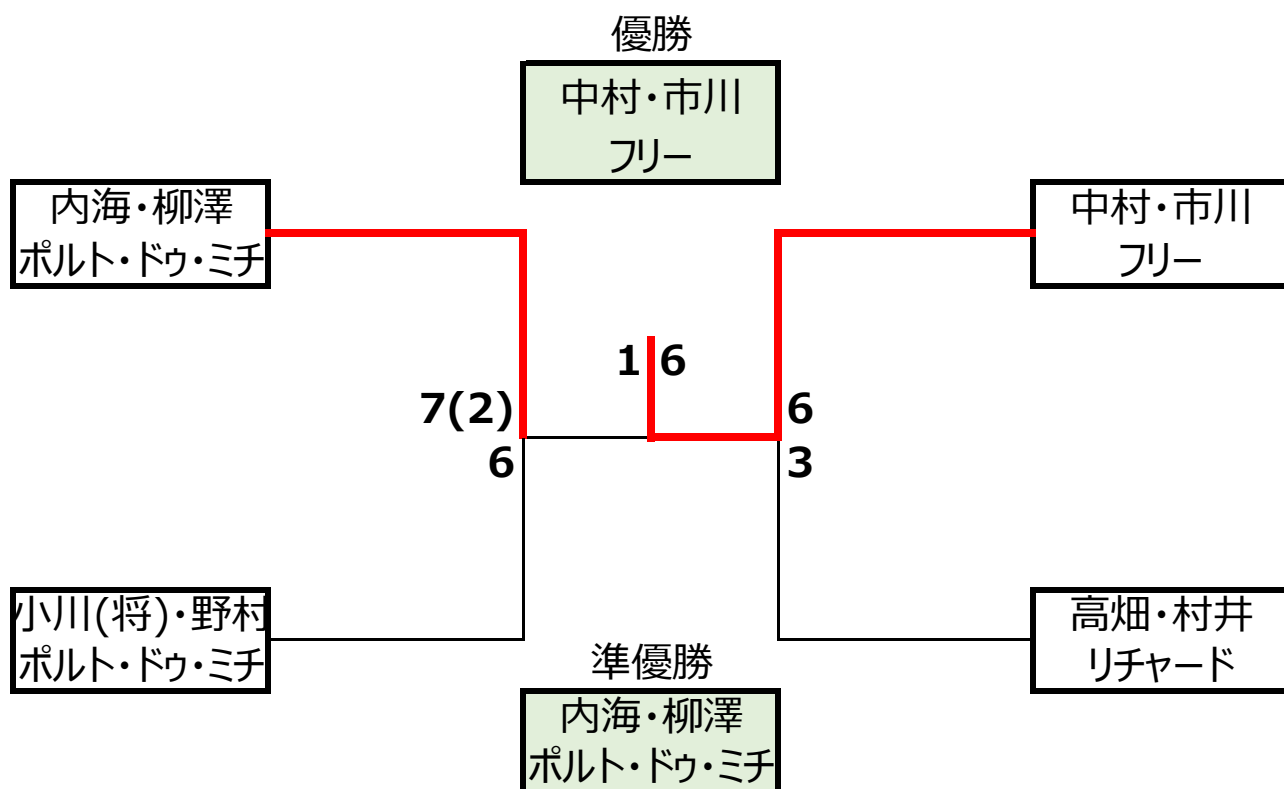 優勝
中村・市川
フリー
内海・柳澤
ポルト・ドゥ・ミチ
中村・市川
フリー
1 6
7(2)
6
6
3
小川(将)・野村
ポルト・ドゥ・ミチ
高畑・村井
リチャード
準優勝
内海・柳澤
ポルト・ドゥ・ミチ